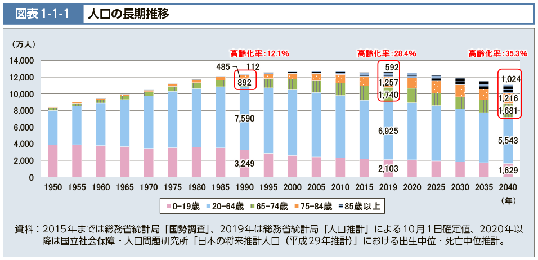 図表1-1-1 人口の長期推移
(万人)
高齢化率:12.1% 高齢化率:28.4% 高齢化率:35.3%
14,000
12,000
10,000
8,000
6,000
4,000
2,000
0
485 112
892
7,590
3,249
592
1,257
1,740
6,925
2,103
1,024
1,216
1,681
5,543
1,629
1950 1955 1960 1965 1970 1975 1980 1985 1990 1995 2000 2005 2010 2015 2019 2020 2025 2030 2035 2040
(年)
0-19歳 20-64歳 65-74歳 75-84歳 85歳以上
資料:2015年までは総務省統計局「国勢調査」、2019年は総務省統計局「人口推計」による10月1日確定値、2020年以
降は国立社会保障・人口問題研究所「日本の将来推計人口(平成29年推計)」における出生中位・死亡中位推計。